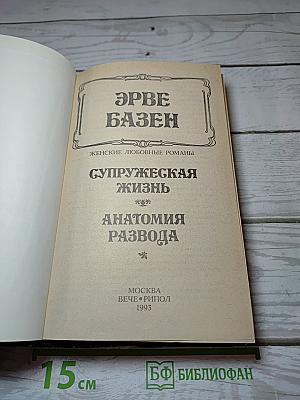 ЭРВЕ
БАЗЕН
ЖЕНСКИЕ ЛЮБОВНЫЕ РОМАНЫ
СУПРУЖЕСКАЯ
ЖИЗНЬ
АНАТОМИЯ
РАЗВОДА
МОСКВА
ВЕЧЕ•РИПОЛ
1993
15 см
БФ БИБЛИОФАН